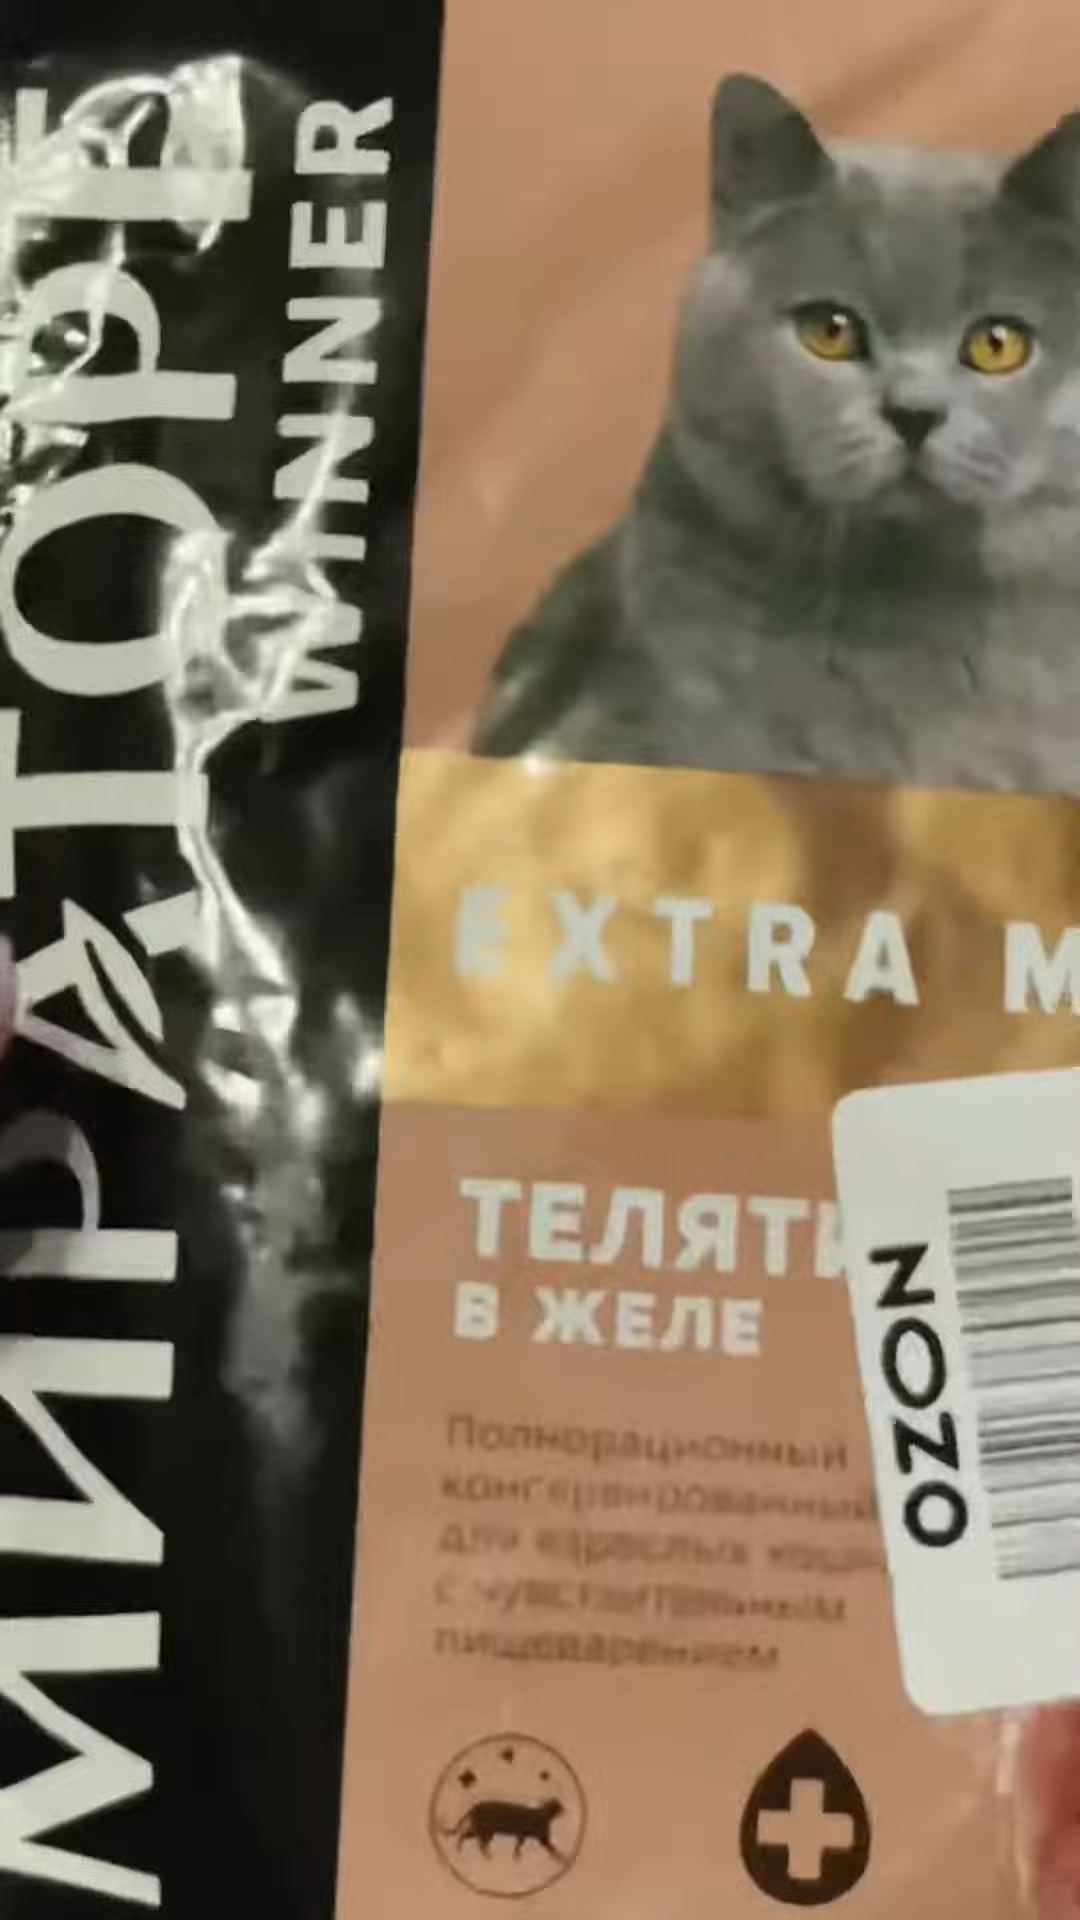 МИРАТОРГ
WINNER
EXTRA M
ТЕЛЯТИ
В ЖЕЛЕ
Полнорационный
консервированный
для взрослых кош
с чувствительным
пищеварением
OZON